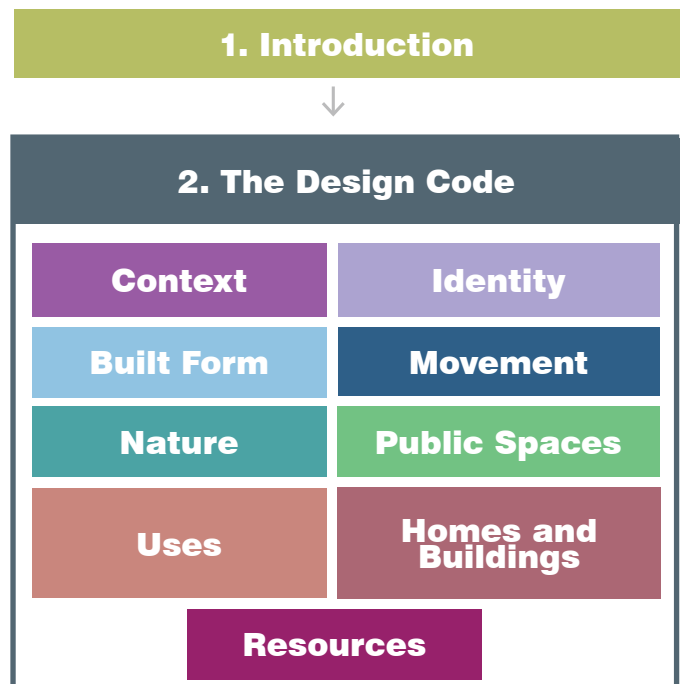 1. Introduction
2. The Design Code
Context
Identity
Built Form
Movement
Nature
Public Spaces
Uses
Homes and
Buildings
Resources